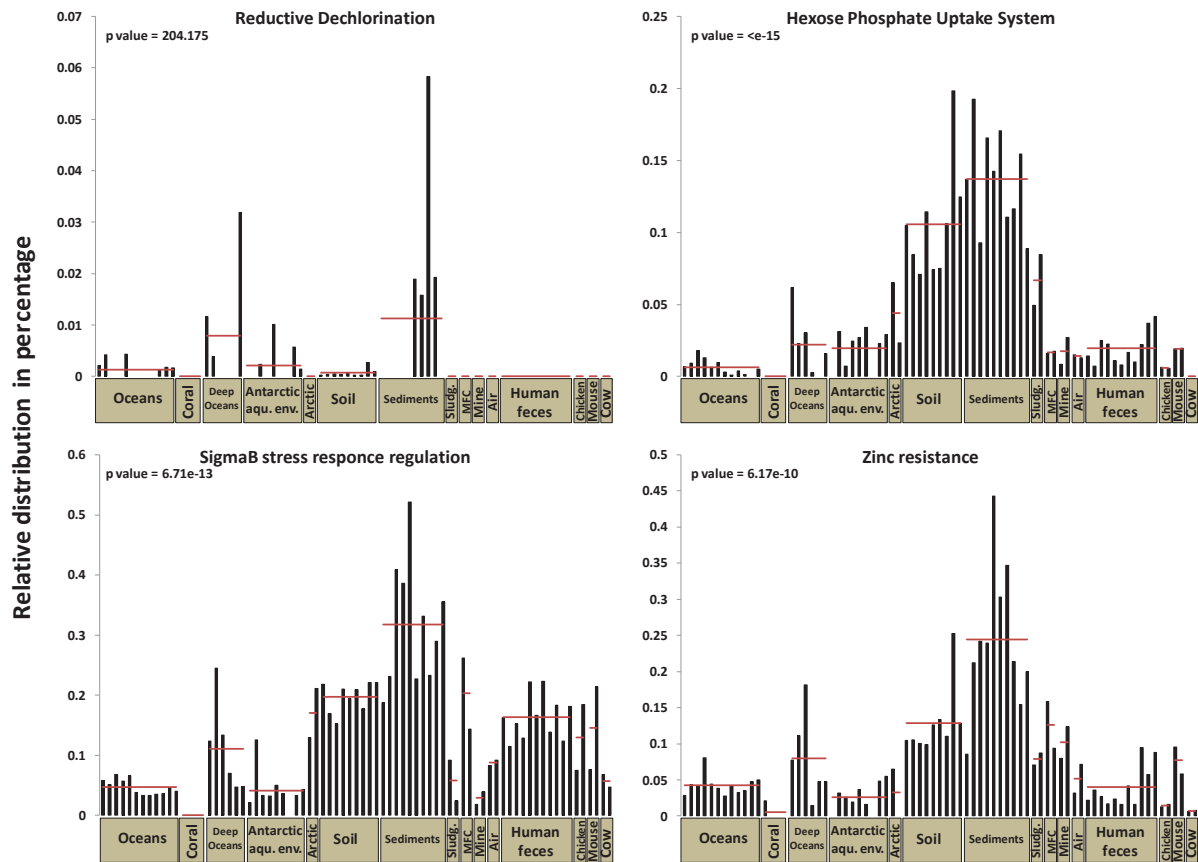 Relative distribution in percentage
Reductive Dechlorination
p value = 204.175
0.07
0.06
0.05
0.04
0.03
0.02
0.01
0
Oceans
Coral
Deep
Oceans
Antarctic
aqu. env.
Arctic
Soil
Sediments
Sludg.
MFC
Mine
Air
Human
feces
Chicken
Mouse
Cow
Hexose Phosphate Uptake System
p value = <e-15
0.25
0.2
0.15
0.1
0.05
0
Oceans
Coral
Deep
Oceans
Antarctic
aqu. env.
Arctic
Soil
Sediments
Sludg.
MFC
Mine
Air
Human
feces
Chicken
Mouse
Cow
SigmaB stress responce regulation
p value = 6.71e-13
0.6
0.5
0.4
0.3
0.2
0.1
0
Oceans
Coral
Deep
Oceans
Antarctic
aqu. env.
Arctic
Soil
Sediments
Sludg.
MFC
Mine
Air
Human
feces
Chicken
Mouse
Cow
Zinc resistance
p value = 6.17e-10
0.5
0.45
0.4
0.35
0.3
0.25
0.2
0.15
0.1
0.05
0
Oceans
Coral
Deep
Oceans
Antarctic
aqu. env.
Arctic
Soil
Sediments
Sludg.
MFC
Mine
Air
Human
feces
Chicken
Mouse
Cow